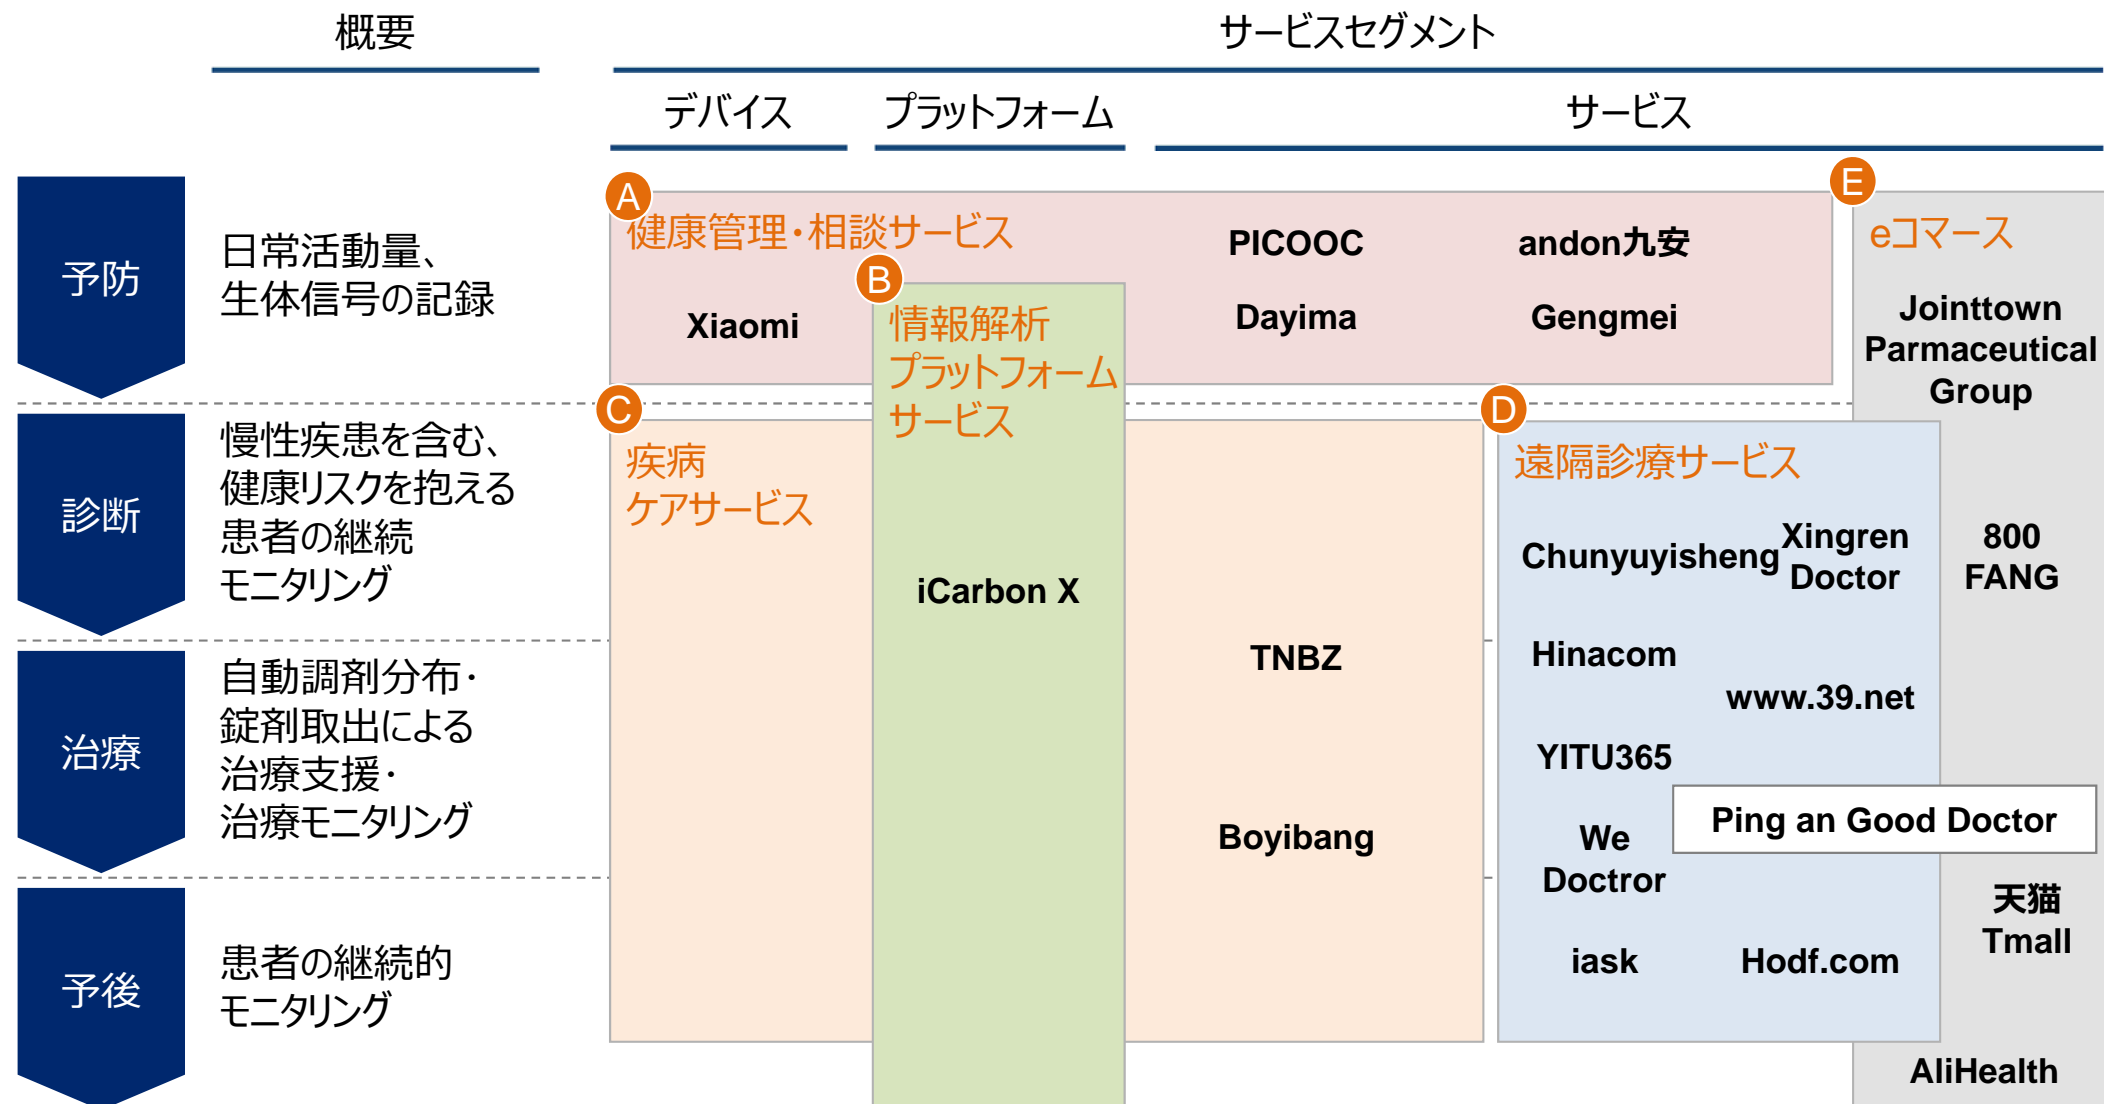 概要
サービスセグメント
デバイス
プラットフォーム
サービス
予防
日常活動量、
生体信号の記録
A
健康管理・相談サービス
Xiaomi
PICOOC
andon九安
Dayima
Gengmei
B
情報解析
プラットフォーム
サービス
iCarbon X
E
eコマース
Jointtown
Parmaceutical
Group
800
FANG
天猫
Tmall
AliHealth
診断
慢性疾患を含む、
健康リスクを抱える
患者の継続
モニタリング
C
疾病
ケアサービス
TNBZ
Boyibang
D
遠隔診療サービス
Chunyuyisheng
Xingren
Doctor
Hinacom
www.39.net
YITU365
Ping an Good Doctor
We
Doctror
iask
Hodf.com
治療
自動調剤分布・
錠剤取出による
治療支援・
治療モニタリング
予後
患者の継続的
モニタリング